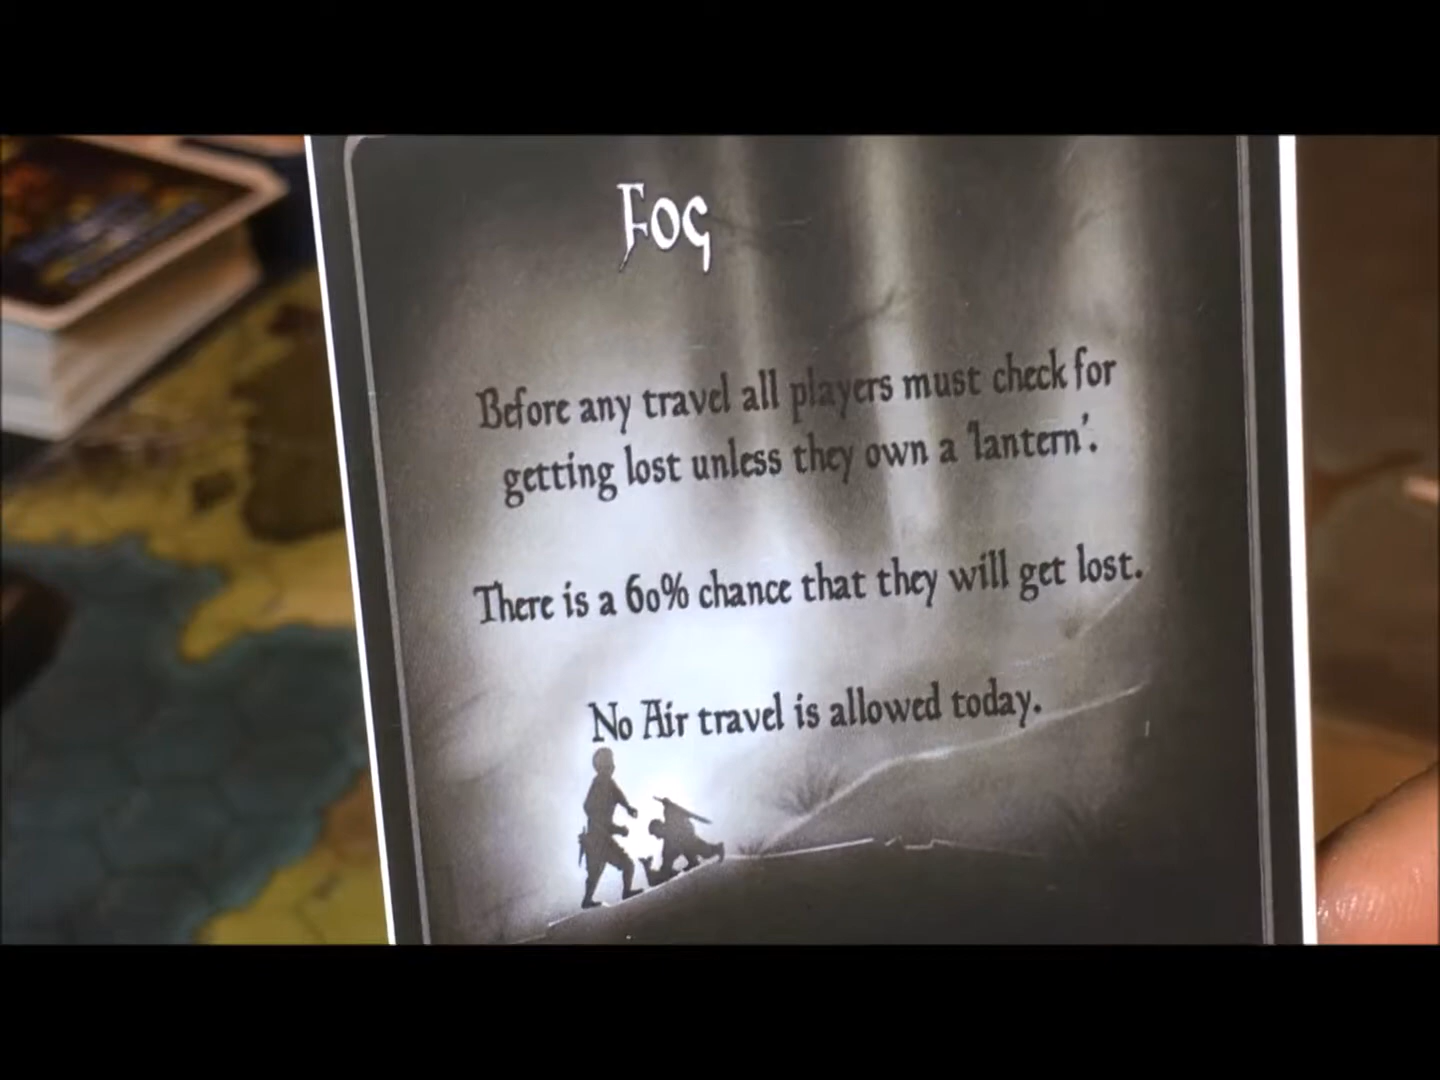 Fog
Before any travel all players must check for
getting lost unless they own a 'lantern'.
There is a 60% chance that they will get lost.
No Air travel is allowed today.